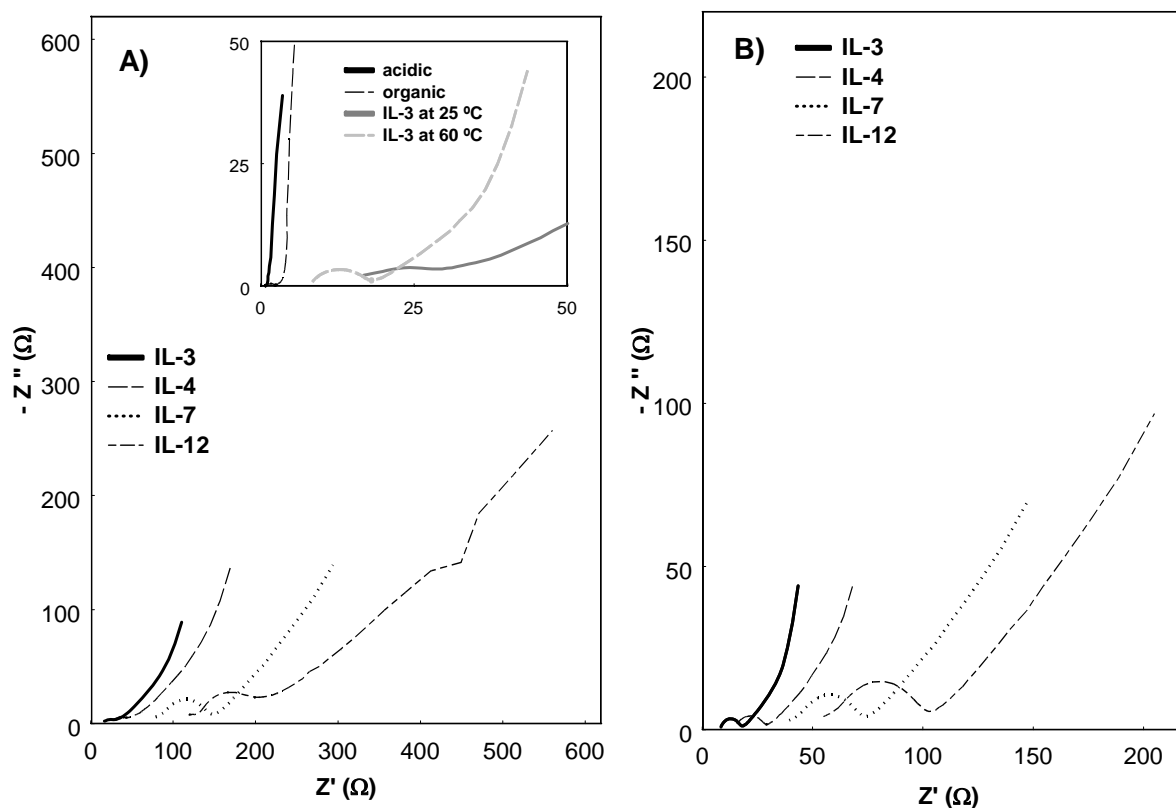 A)
600
500
400
300
200
100
0
- Z '' (Ω)
0 100 200 300 400 500 600
Z' (Ω)
50
25
0
0 25 50
acidic
organic
IL-3 at 25 ºC
IL-3 at 60 ºC
IL-3
IL-4
IL-7
IL-12
B)
IL-3
IL-4
IL-7
IL-12
200
150
100
50
0
- Z '' (Ω)
0 50 100 150 200
Z' (Ω)